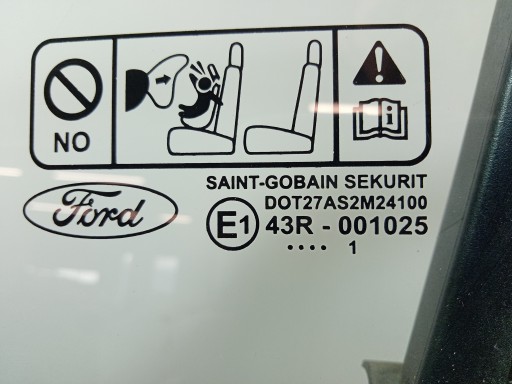 NO
Ford
SAINT-GOBAIN SEKURIT
DOT27AS2M24100
E1 43R - 001025
.... 1